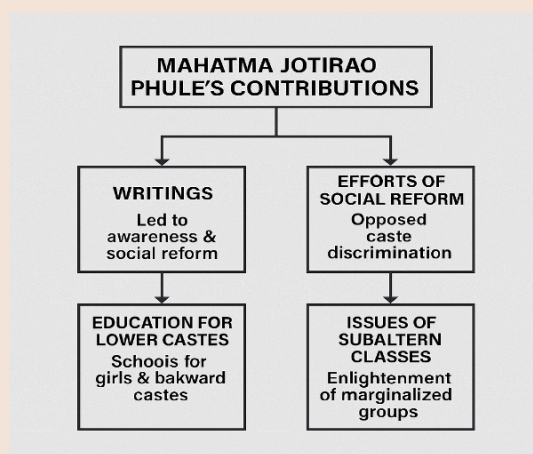 MAHATMA JOTIRAO
PHULE'S CONTRIBUTIONS
WRITINGS
Led to
awareness &
social reform
EFFORTS OF
SOCIAL REFORM
Opposed
caste
discrimination
EDUCATION FOR
LOWER CASTES
Schoois for
girls & bakward
castes
ISSUES OF
SUBALTERN
CLASSES
Enlightenment
of marginalized
groups